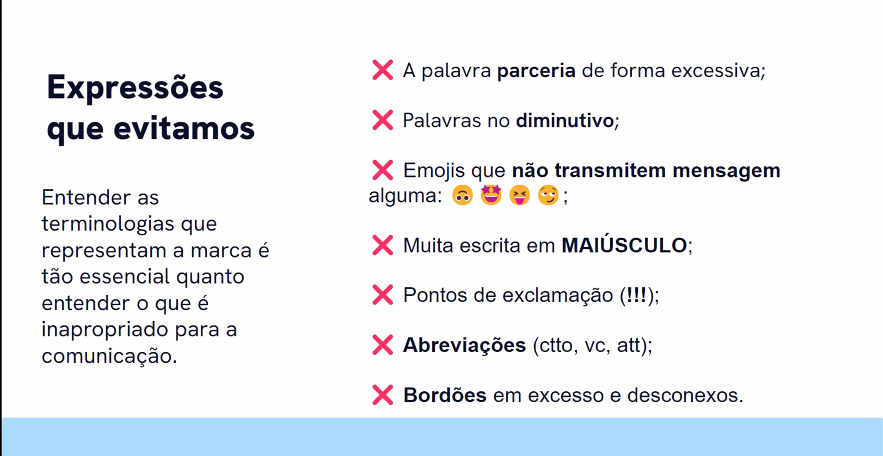 Expressões
que evitamos
Entender as
terminologias que
representam a marca é
tão essencial quanto
entender o que é
inapropriado para a
comunicação.
❌ A palavra parceria de forma excessiva;
❌ Palavras no diminutivo;
❌ Emojis que não transmitem mensagem
alguma: 🙃 🤩 😝 😏;
❌ Muita escrita em MAIÚSCULO;
❌ Pontos de exclamação (!!!);
❌ Abreviações (ctto, vc, att);
❌ Bordões em excesso e desconexos.